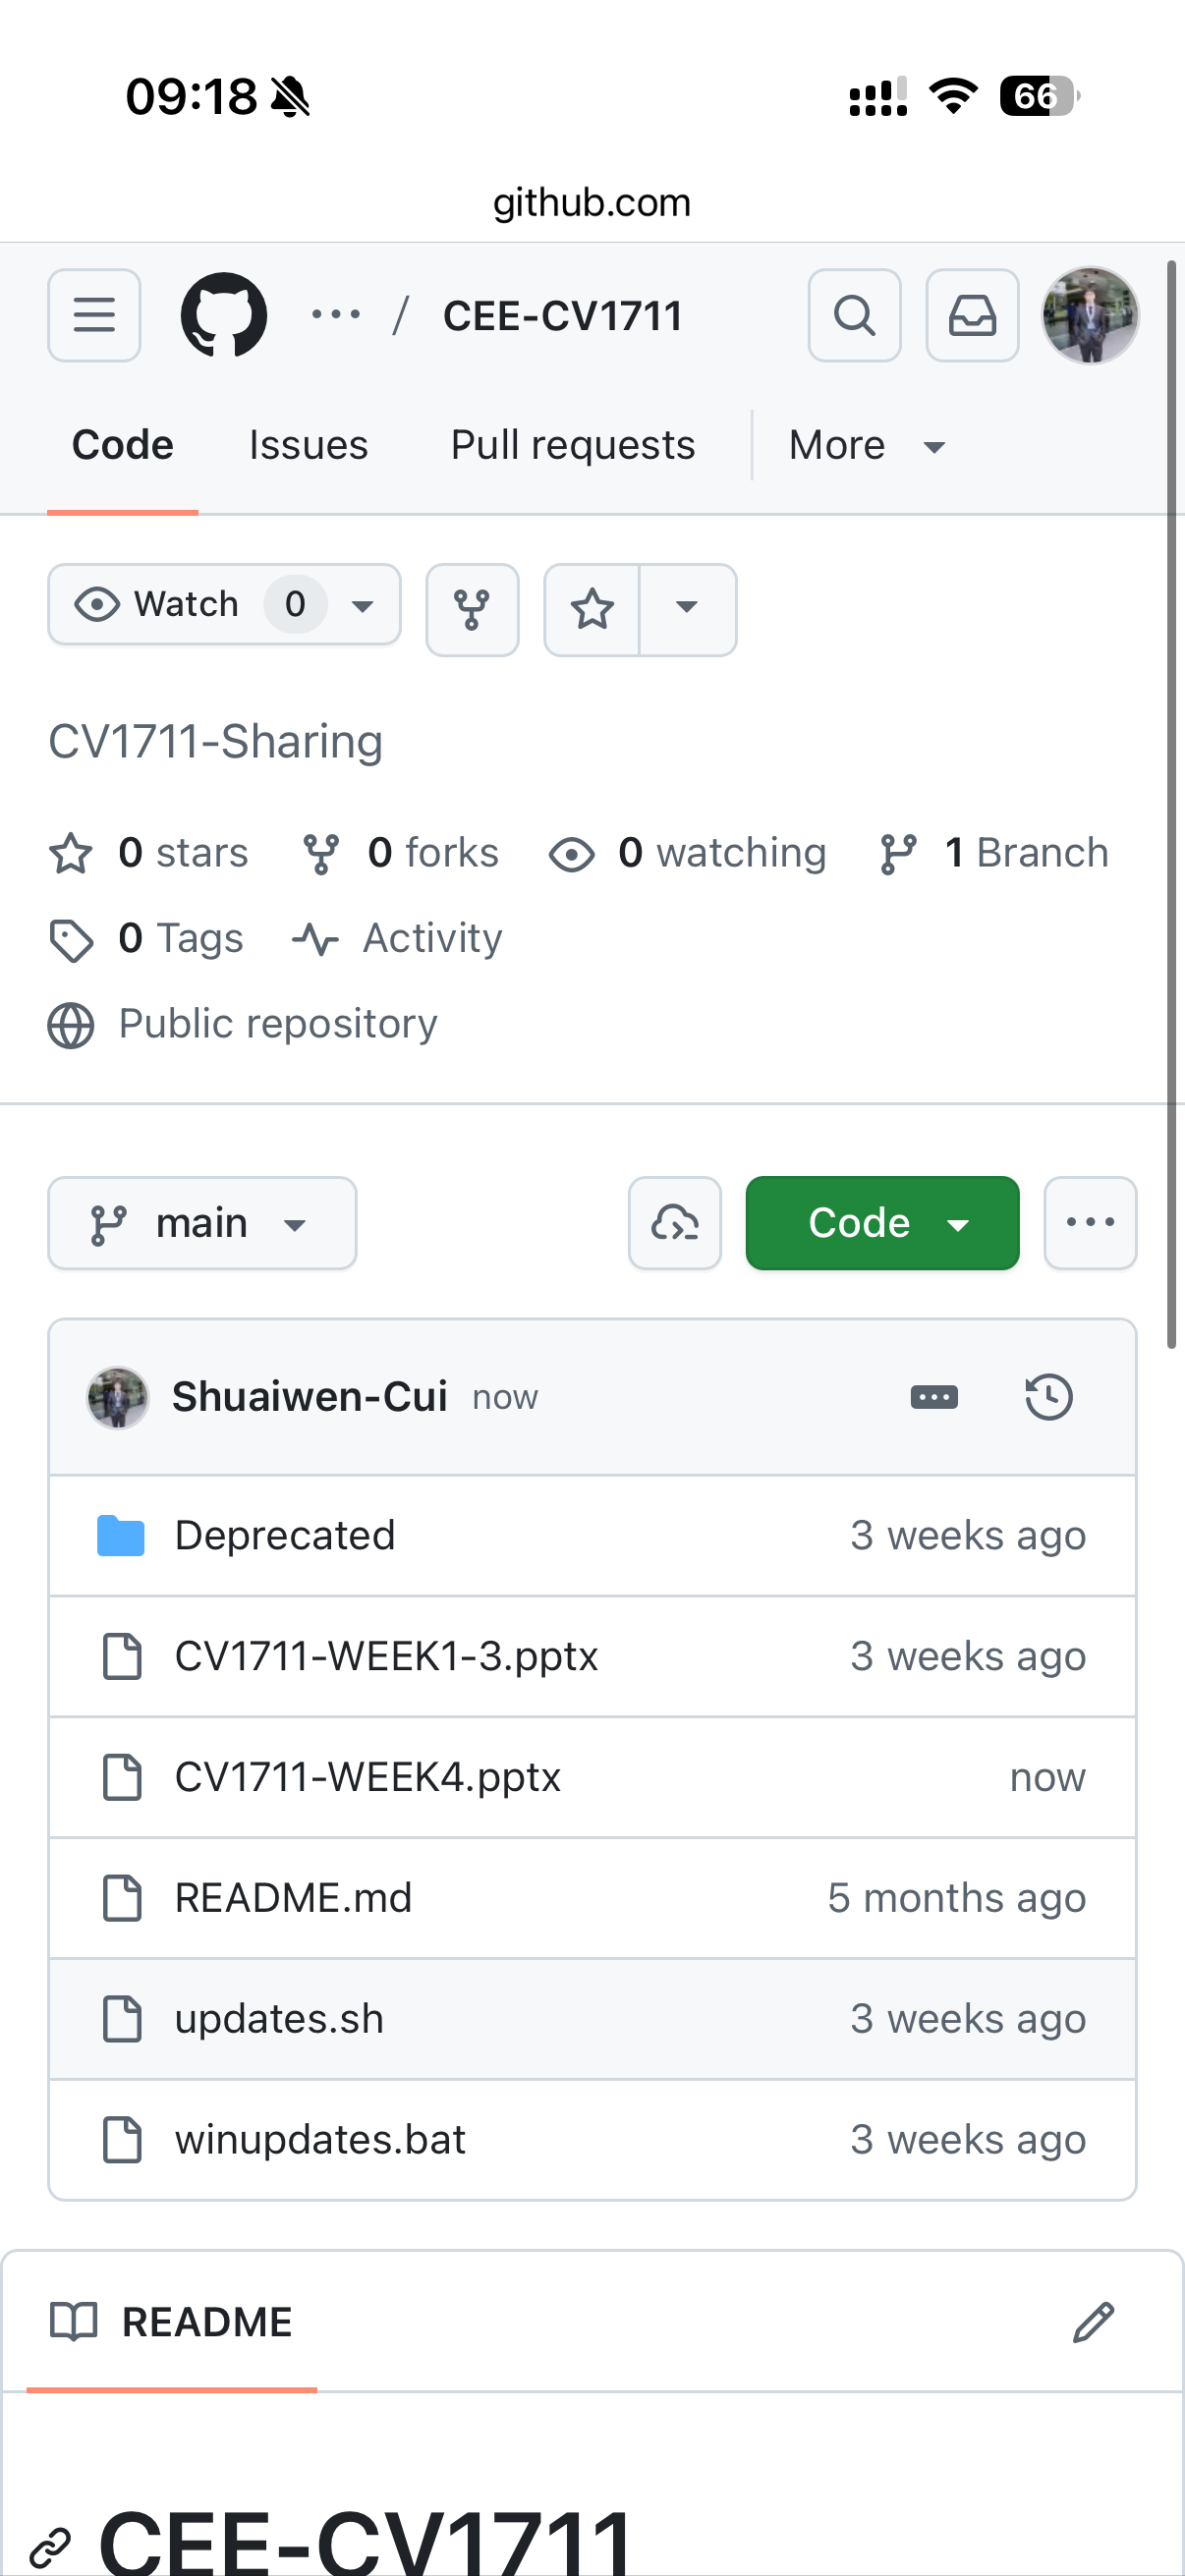 09:18 66
github.com
/ CEE-CV1711
Code Issues Pull requests More
Watch 0
CV1711-Sharing
0 stars 0 forks 0 watching 1 Branch
0 Tags Activity
Public repository
main Code
Shuaiwen-Cui now
Deprecated 3 weeks ago
CV1711-WEEK1-3.pptx 3 weeks ago
CV1711-WEEK4.pptx now
README.md 5 months ago
updates.sh 3 weeks ago
winupdates.bat 3 weeks ago
README
CEE-CV1711